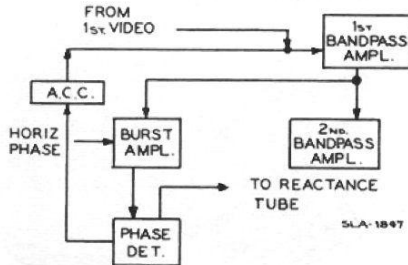 FROM
1ST. VIDEO
1ST
BANDPASS
AMPL.
A.C.C.
HORIZ
PHASE
BURST
AMPL.
2ND.
BANDPASS
AMPL.
TO REACTANCE
TUBE
PHASE
DET.
SLA-1847